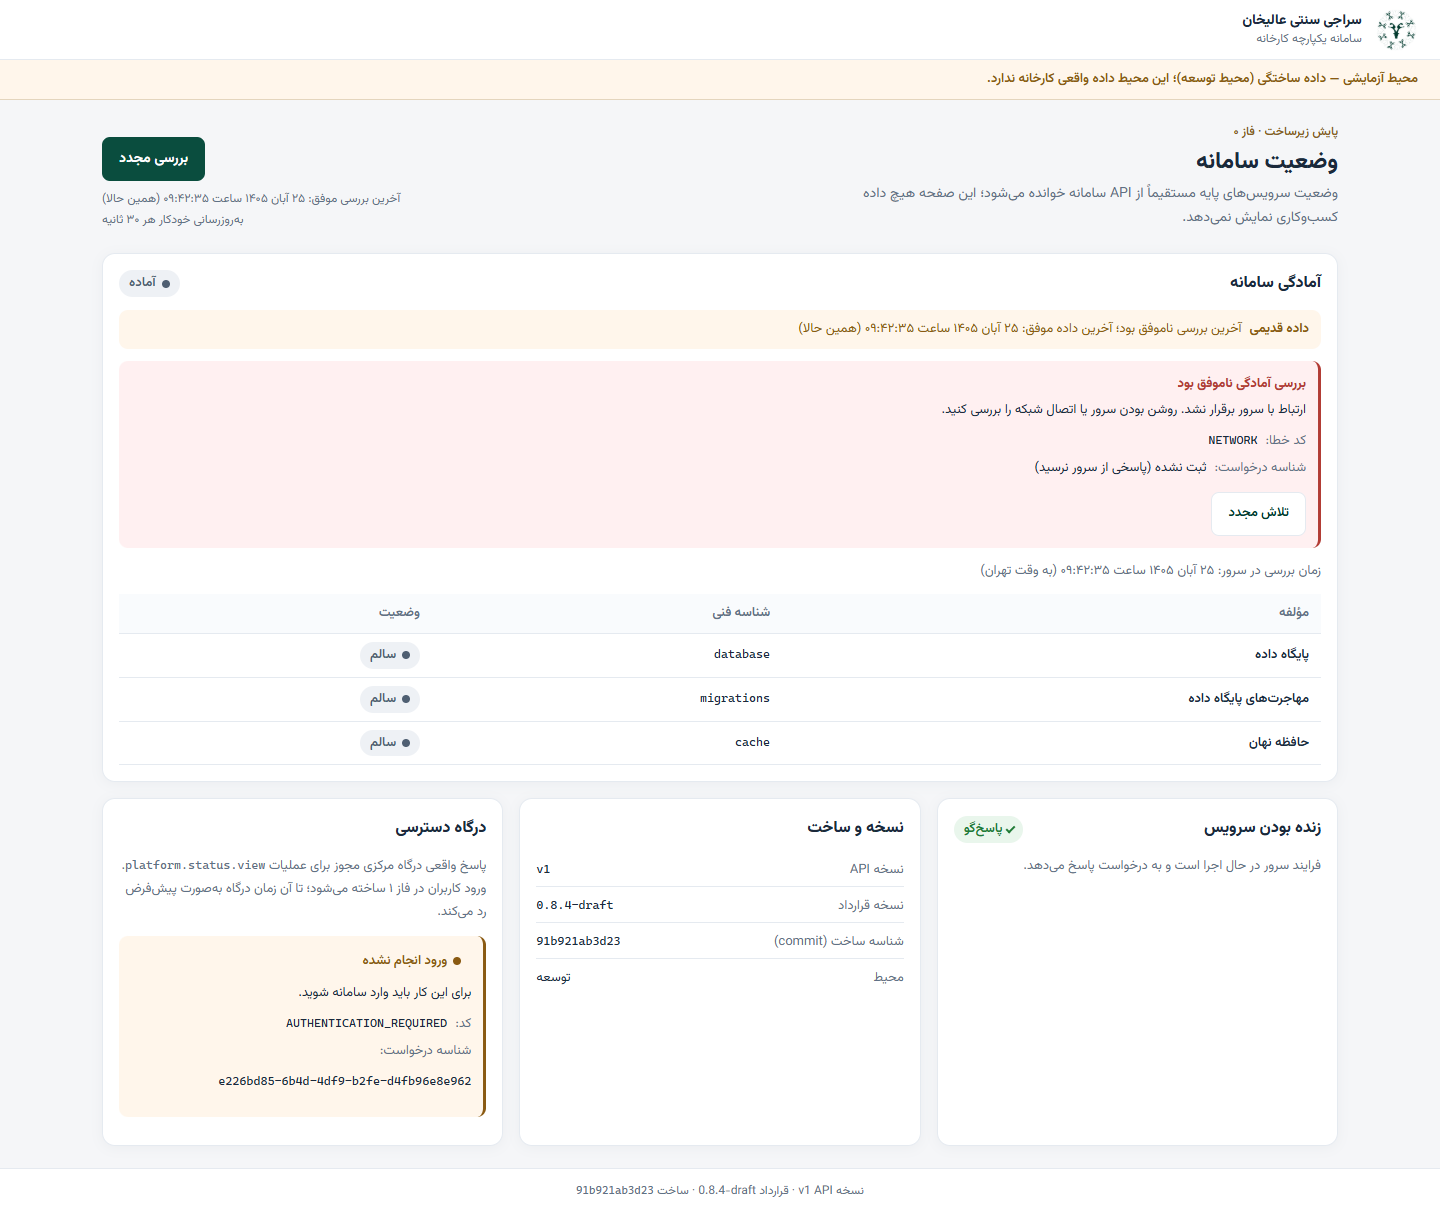 سراجی سنتی عالیخان
سامانه یکپارچه کارخانه
محیط آزمایشی — داده ساختگی (محیط توسعه)؛ این محیط داده واقعی کارخانه ندارد.
پایش زیرساخت · فاز ۰
وضعیت سامانه
وضعیت سرویس‌های پایه مستقیماً از API سامانه خوانده می‌شود؛ این صفحه هیچ داده
کسب‌وکاری نمایش نمی‌دهد.
بررسی مجدد
آخرین بررسی موفق: ۲۵ آبان ۱۴۰۵ ساعت ۰۹:۴۲:۳۵ (همین حالا)
به‌روزرسانی خودکار هر ۳۰ ثانیه
آمادگی سامانه
آماده
داده قدیمی آخرین بررسی ناموفق بود؛ آخرین داده موفق: ۲۵ آبان ۱۴۰۵ ساعت ۰۹:۴۲:۳۵ (همین حالا)
بررسی آمادگی ناموفق بود
ارتباط با سرور برقرار نشد. روشن بودن سرور یا اتصال شبکه را بررسی کنید.
کد خطا: NETWORK
شناسه درخواست: ثبت نشده (پاسخی از سرور نرسید)
تلاش مجدد
زمان بررسی در سرور: ۲۵ آبان ۱۴۰۵ ساعت ۰۹:۴۲:۳۵ (به وقت تهران)
مؤلفه شناسه فنی وضعیت
پایگاه داده database سالم
مهاجرت‌های پایگاه داده migrations سالم
حافظه نهان cache سالم
زنده بودن سرویس
پاسخ‌گو
فرایند سرور در حال اجرا است و به درخواست پاسخ می‌دهد.
نسخه و ساخت
نسخه API v1
نسخه قرارداد 0.8.4-draft
شناسه ساخت (commit) 91b921ab3d23
محیط توسعه
درگاه دسترسی
پاسخ واقعی درگاه مرکزی مجوز برای عملیات platform.status.view.
ورود کاربران در فاز ۱ ساخته می‌شود؛ تا آن زمان درگاه به‌صورت پیش‌فرض
رد می‌کند.
ورود انجام نشده
برای این کار باید وارد سامانه شوید.
کد: AUTHENTICATION_REQUIRED
شناسه درخواست:
e226bd85-6b4d-4df9-b2fe-d4fb96e8e962
نسخه API v1 · قرارداد 0.8.4-draft · ساخت 91b921ab3d23